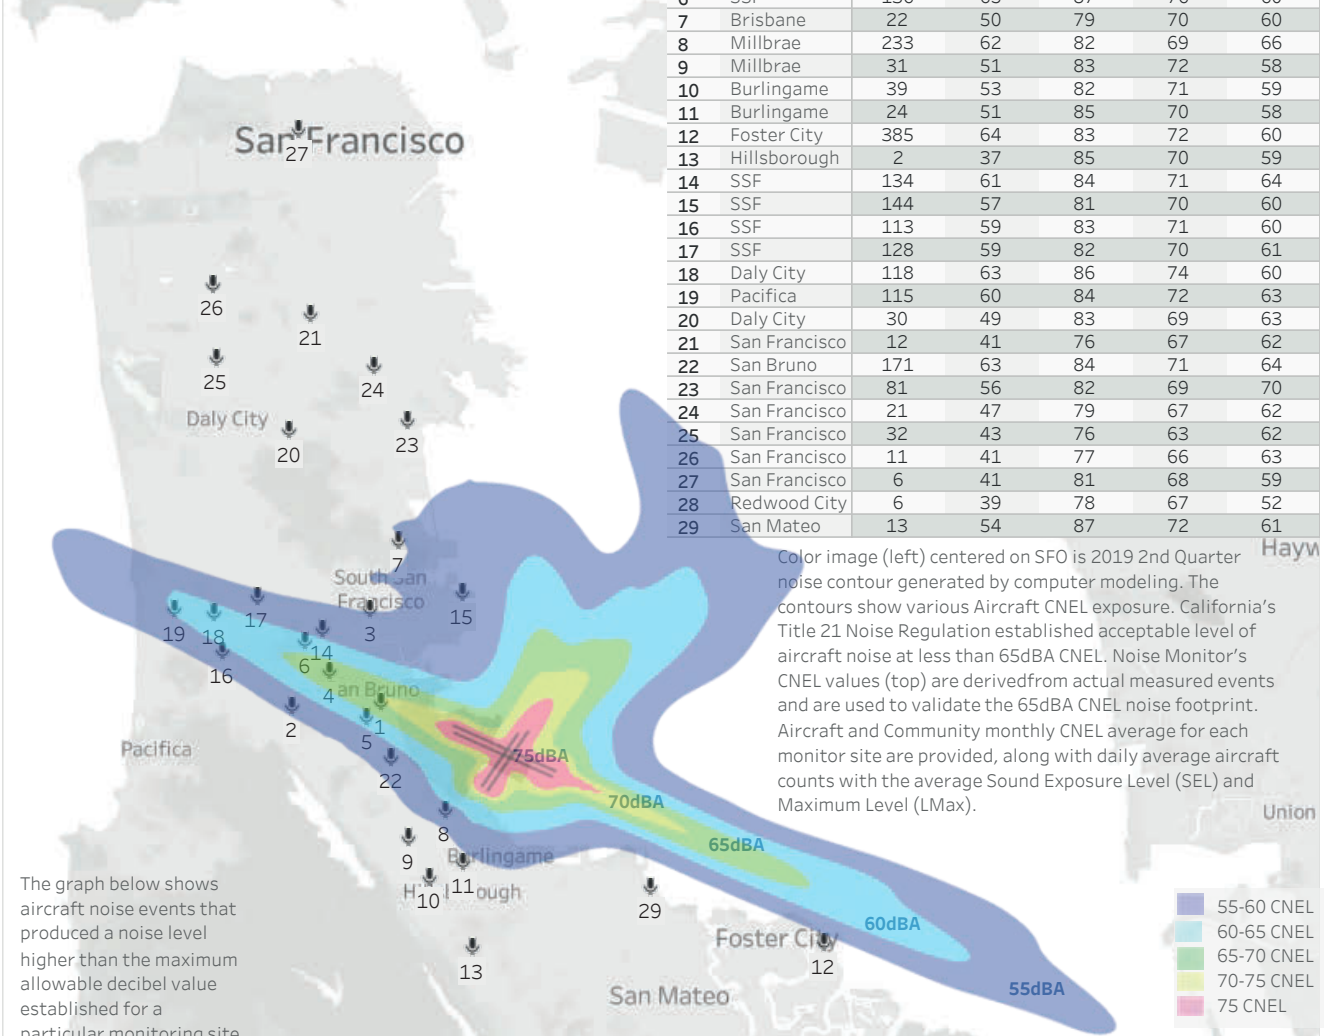 7 Brisbane 22 50 79 70 60
8 Millbrae 233 62 82 69 66
9 Millbrae 31 51 83 72 58
10 Burlingame 39 53 82 71 59
11 Burlingame 24 51 85 70 58
12 Foster City 385 64 83 72 60
13 Hillsborough 2 37 85 70 59
14 SSF 134 61 84 71 64
15 SSF 144 57 81 70 60
16 SSF 113 59 83 71 60
17 SSF 128 59 82 70 61
18 Daly City 118 63 86 74 60
19 Pacifica 115 60 84 72 63
20 Daly City 30 49 83 69 63
21 San Francisco 12 41 76 67 62
22 San Bruno 171 63 84 71 64
23 San Francisco 81 56 82 69 70
24 San Francisco 21 47 79 67 62
25 San Francisco 32 43 76 63 62
26 San Francisco 11 41 77 66 63
27 San Francisco 6 41 81 68 59
28 Redwood City 6 39 78 67 52
29 San Mateo 13 54 87 72 61
San Francisco
27
26
21
25
24
Daly City
20
23
7
South San
Francisco
19
18
17
15
3
14
6
16
4
an Bruno
2
1
5
Pacifica
22
75dBA
70dBA
8
65dBA
9
Burlingame
10
11
ough
29
60dBA
Foster City
13
12
55dBA
San Mateo
Color image (left) centered on SFO is 2019 2nd Quarter
noise contour generated by computer modeling. The
contours show various Aircraft CNEL exposure. California's
Title 21 Noise Regulation established acceptable level of
aircraft noise at less than 65dBA CNEL. Noise Monitor's
CNEL values (top) are derivedfrom actual measured events
and are used to validate the 65dBA CNEL noise footprint.
Aircraft and Community monthly CNEL average for each
monitor site are provided, along with daily average aircraft
counts with the average Sound Exposure Level (SEL) and
Maximum Level (LMax).
Hayw
Union
The graph below shows
aircraft noise events that
produced a noise level
higher than the maximum
allowable decibel value
established for a
particular monitoring site
55-60 CNEL
60-65 CNEL
65-70 CNEL
70-75 CNEL
75 CNEL